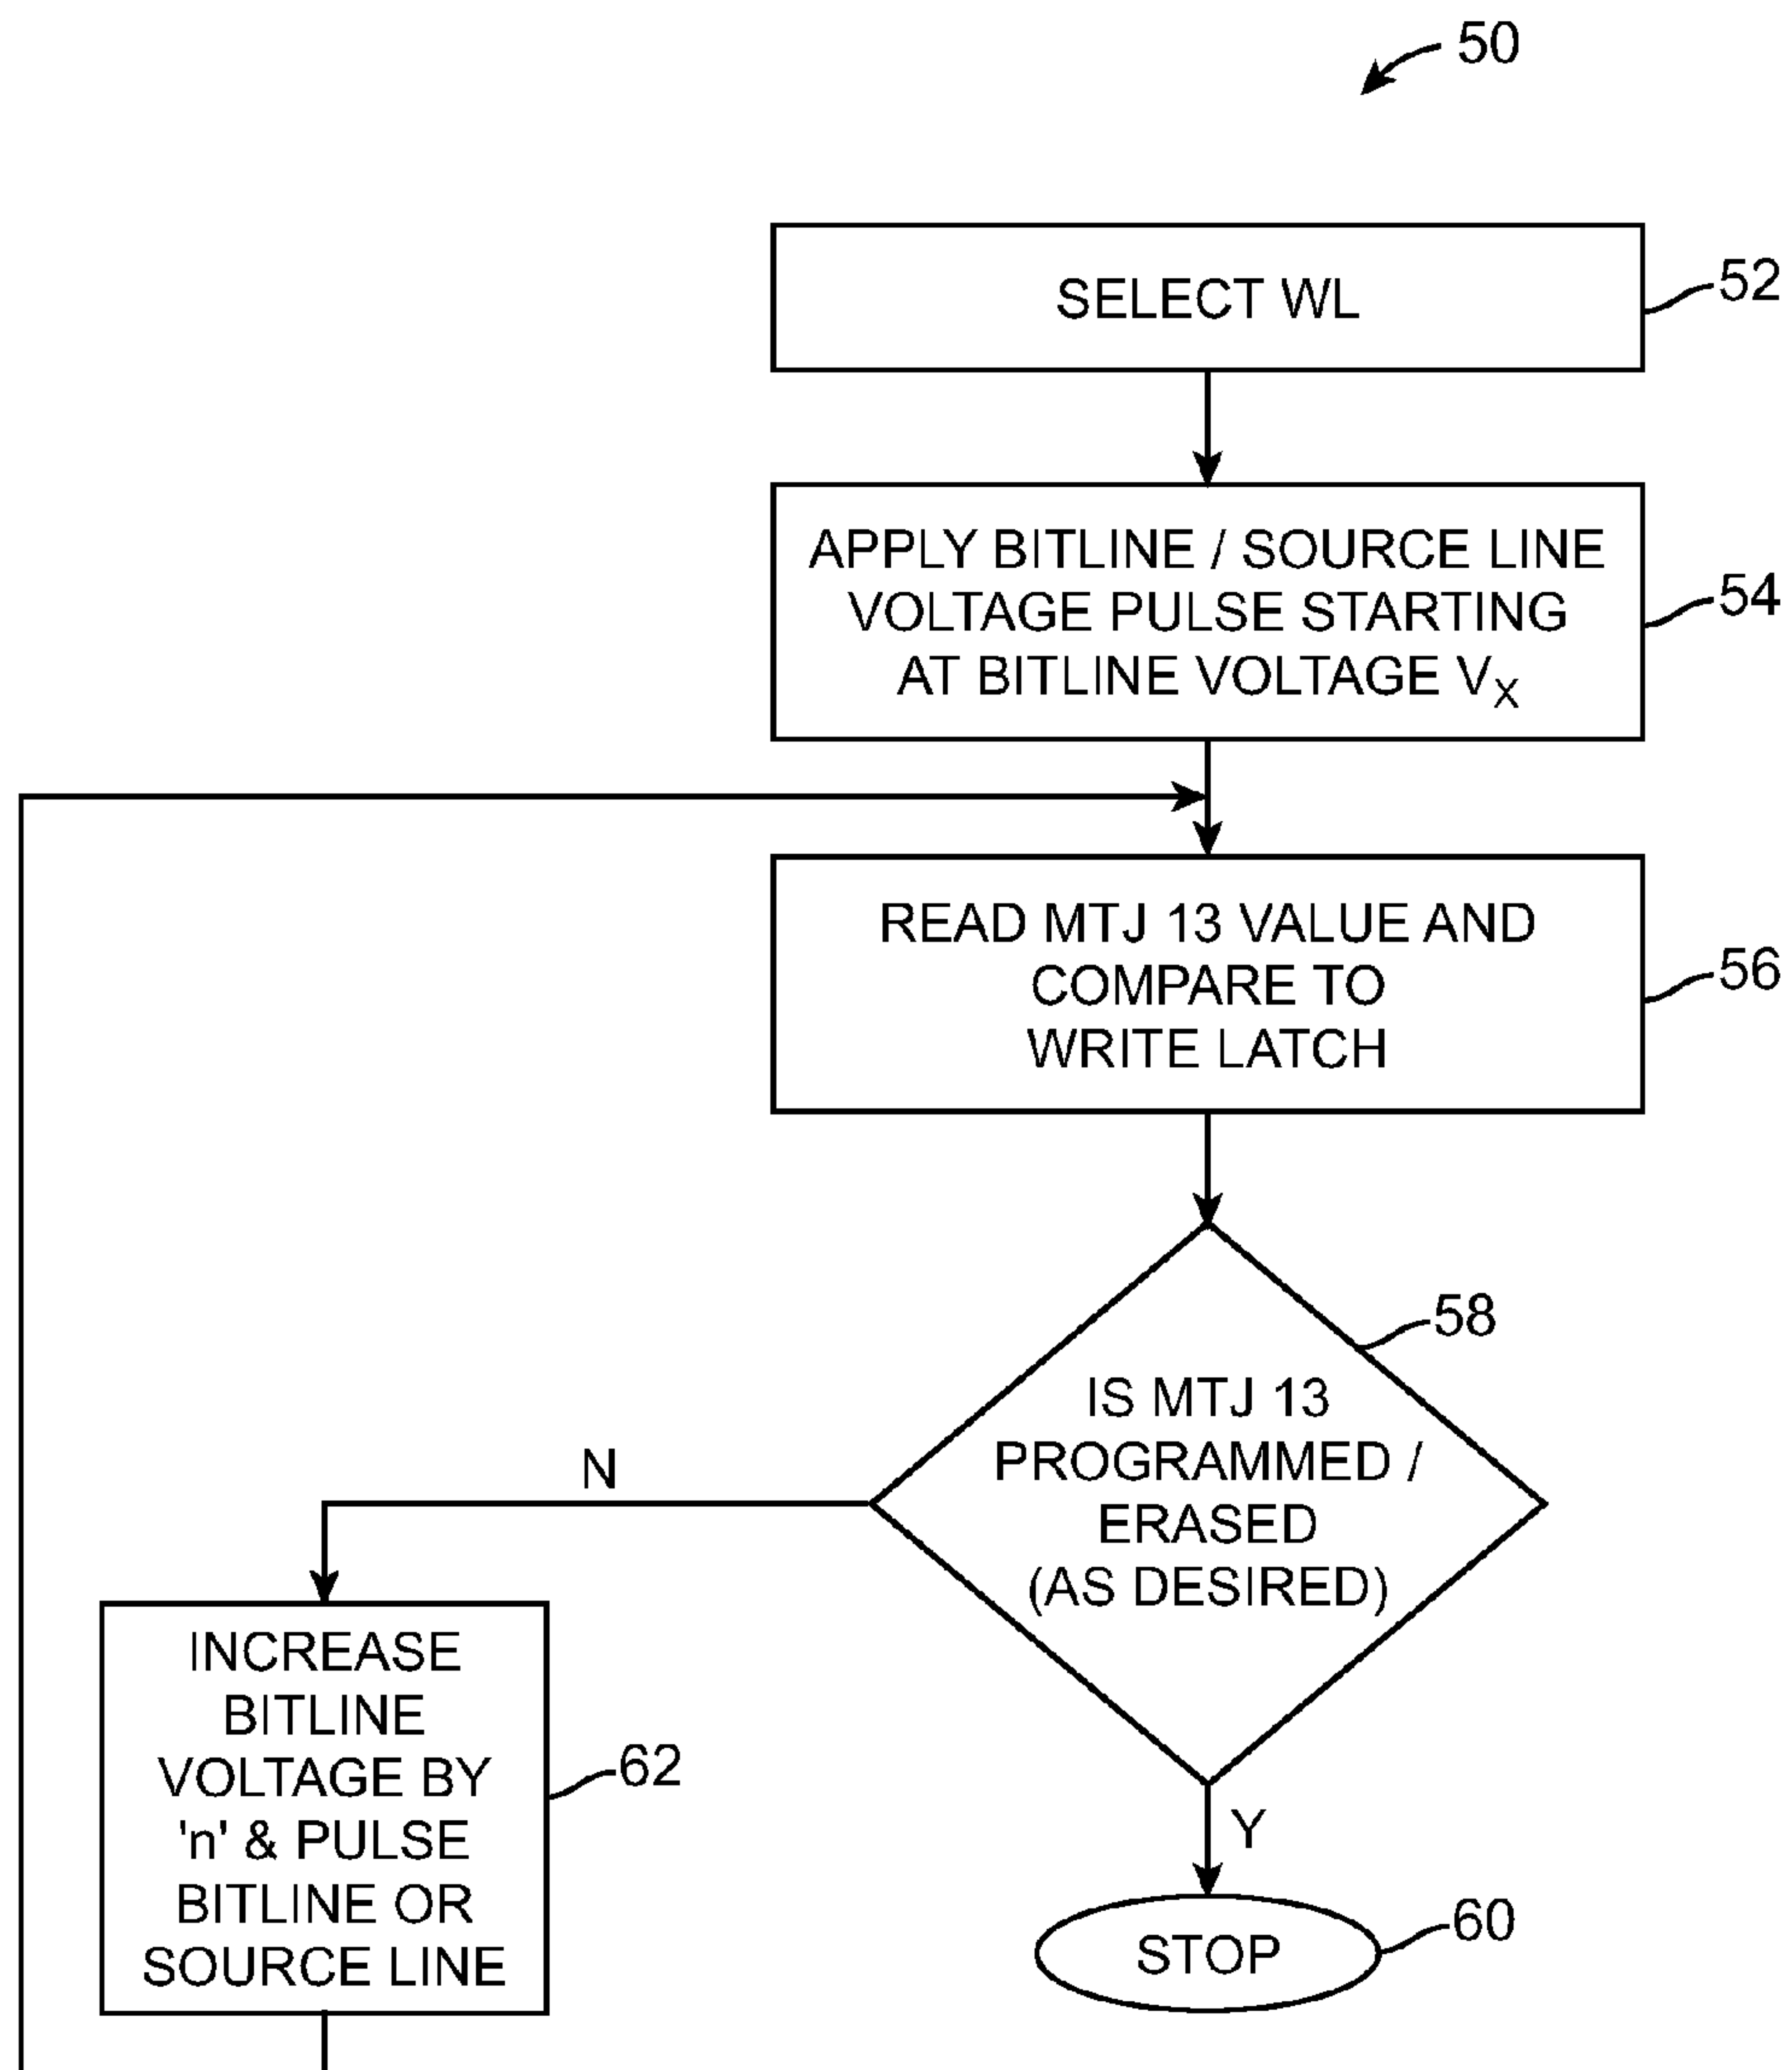 50
SELECT WL
52
APPLY BITLINE / SOURCE LINE
VOLTAGE PULSE STARTING
AT BITLINE VOLTAGE VX
54
READ MTJ 13 VALUE AND
COMPARE TO
WRITE LATCH
56
58
IS MTJ 13
PROGRAMMED /
ERASED
(AS DESIRED)
N
INCREASE
BITLINE
VOLTAGE BY
'n' & PULSE
BITLINE OR
SOURCE LINE
62
Y
STOP
60